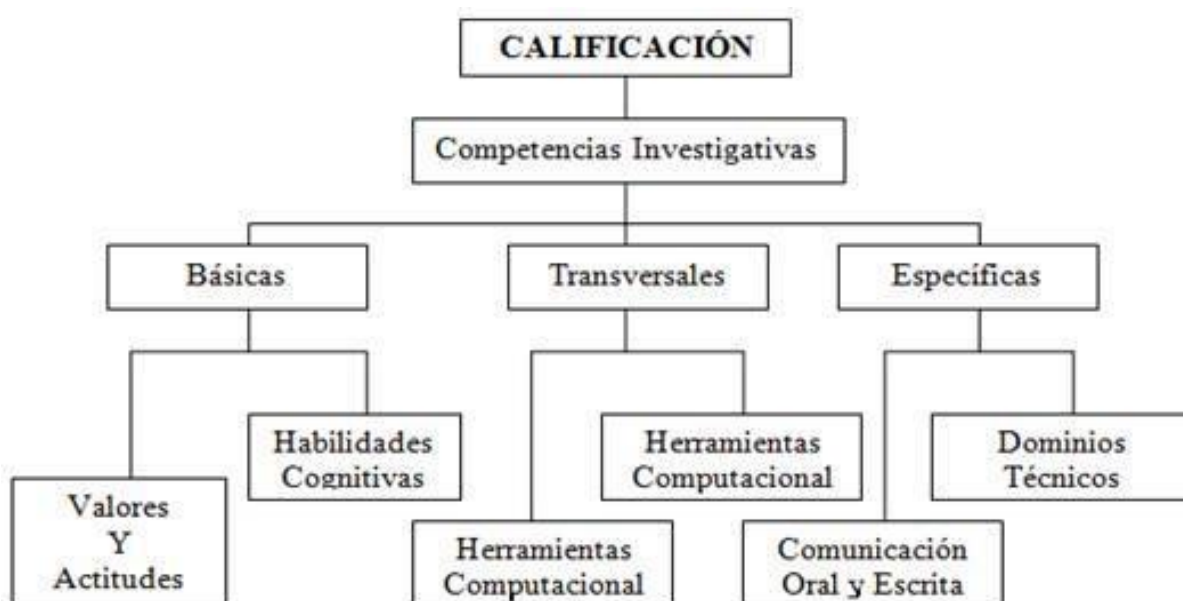 CALIFICACIÓN
Competencias Investigativas
Básicas
Transversales
Específicas
Habilidades
Cognitivas
Herramientas
Computacional
Dominios
Técnicos
Valores
Y
Actitudes
Herramientas
Computacional
Comunicación
Oral y Escrita